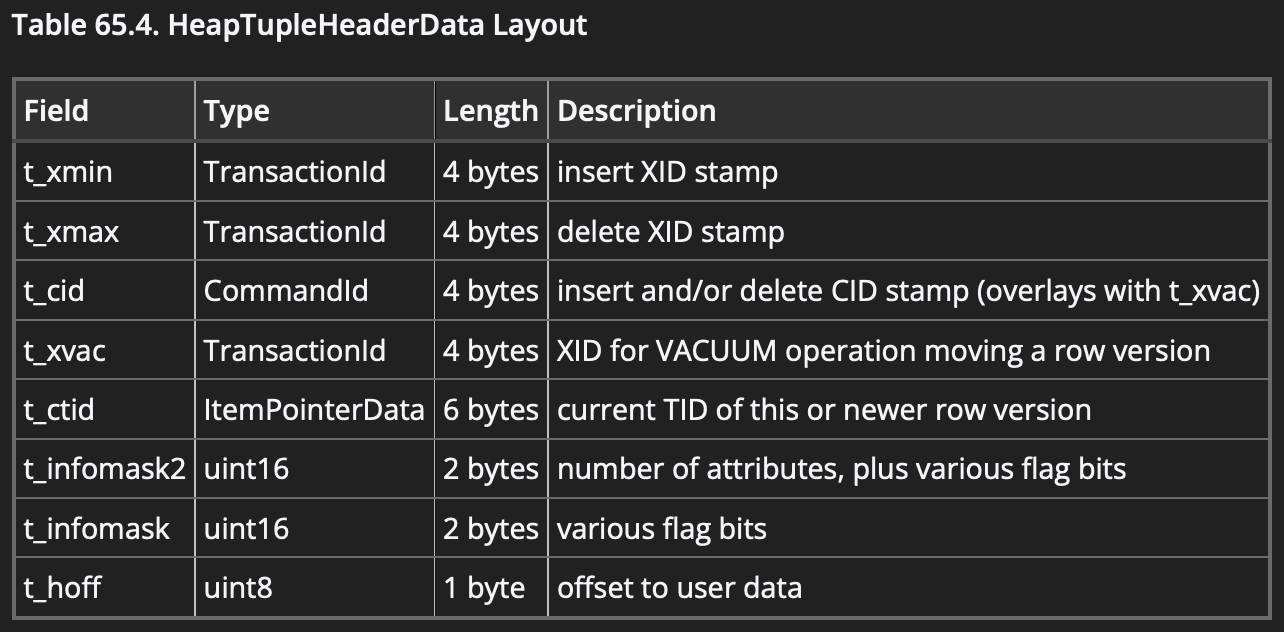 Table 65.4. HeapTupleHeaderData Layout
Field Type Length Description
t_xmin TransactionId 4 bytes insert XID stamp
t_xmax TransactionId 4 bytes delete XID stamp
t_cid CommandId 4 bytes insert and/or delete CID stamp (overlays with t_xvac)
t_xvac TransactionId 4 bytes XID for VACUUM operation moving a row version
t_ctid ItemPointerData 6 bytes current TID of this or newer row version
t_infomask2 uint16 2 bytes number of attributes, plus various flag bits
t_infomask uint16 2 bytes various flag bits
t_hoff uint8 1 byte offset to user data